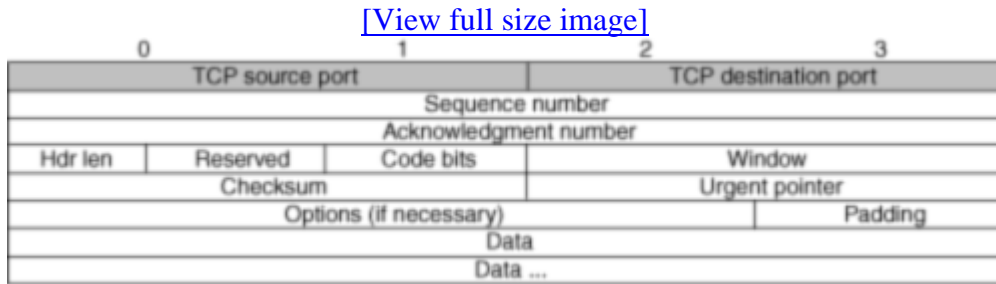 [View full size image]
0 1 2 3
TCP source port TCP destination port
Sequence number
Acknowledgment number
Hdr len Reserved Code bits Window
Checksum Urgent pointer
Options (if necessary) Padding
Data
Data ...